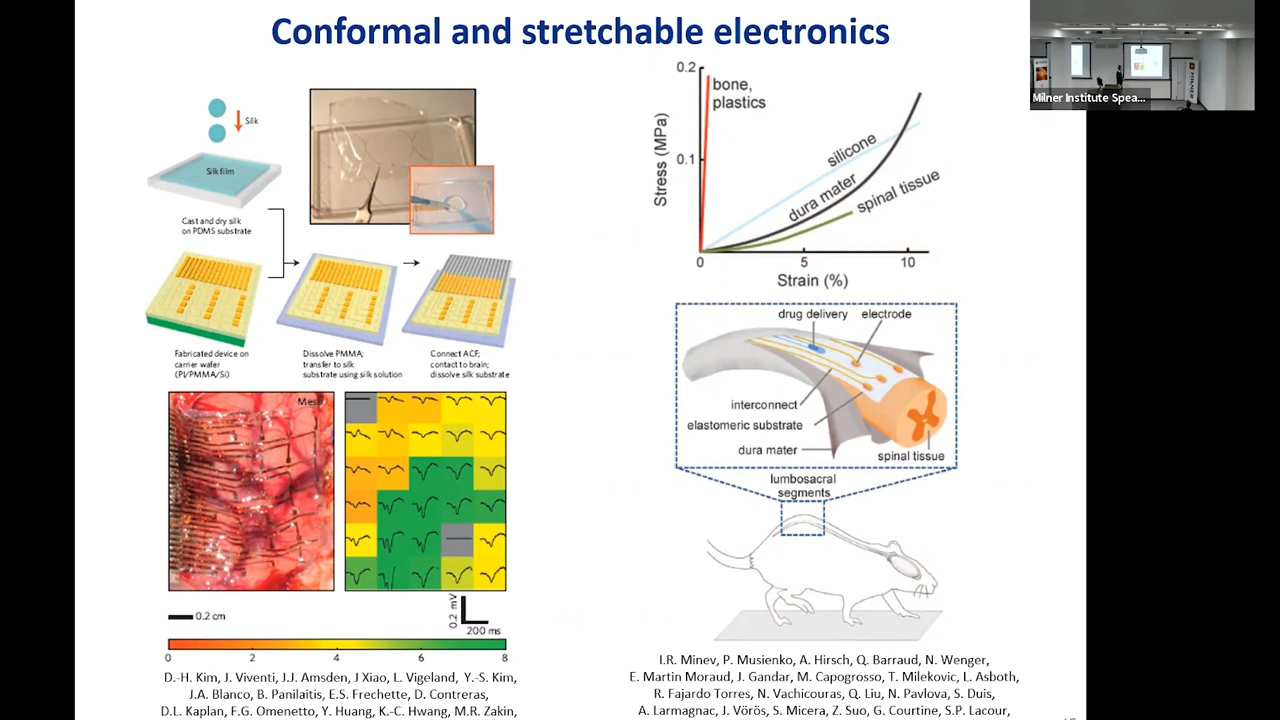 Conformal and stretchable electronics
Milner Institute Spea...
Silk
Silk film
Cast and dry silk
on PDMS substrate
Fabricated device on
carrier wafer
(PI/PMMA/Si)
Dissolve PMMA;
transfer to silk
substrate using silk solution
Connect ACF;
contact to brain;
dissolve silk substrate
Mesh
0.2 cm
0.2 mV
200 ms
0 2 4 6 8
D.-H. Kim, J. Viventi, J.J. Amsden, J Xiao, L. Vigeland, Y.-S. Kim,
J.A. Blanco, B. Panilaitis, E.S. Frechette, D. Contreras,
D.L. Kaplan, F.G. Omenetto, Y. Huang, K.-C. Hwang, M.R. Zakin,
0.2
0.1
Stress (MPa)
bone,
plastics
silicone
dura mater
spinal tissue
0 5 10
Strain (%)
drug delivery
electrode
interconnect
elastomeric substrate
dura mater
spinal tissue
lumbosacral
segments
I.R. Minev, P. Musienko, A. Hirsch, Q. Barraud, N. Wenger,
E. Martin Moraud, J. Gandar, M. Capogrosso, T. Milekovic, L. Asboth,
R. Fajardo Torres, N. Vachicouras, Q. Liu, N. Pavlova, S. Duis,
A. Larmagnac, J. Vörös, S. Micera, Z. Suo, G. Courtine, S.P. Lacour,